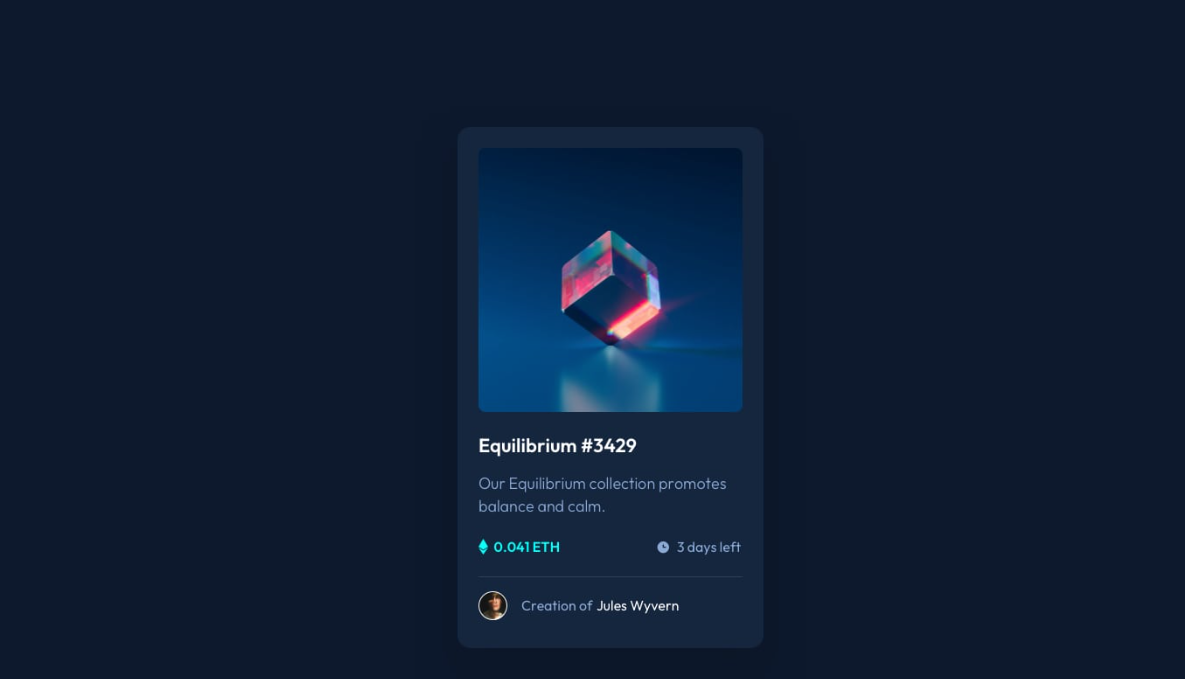 Equilibrium #3429
Our Equilibrium collection promotes
balance and calm.
0.041 ETH
3 days left
Creation of Jules Wyvern